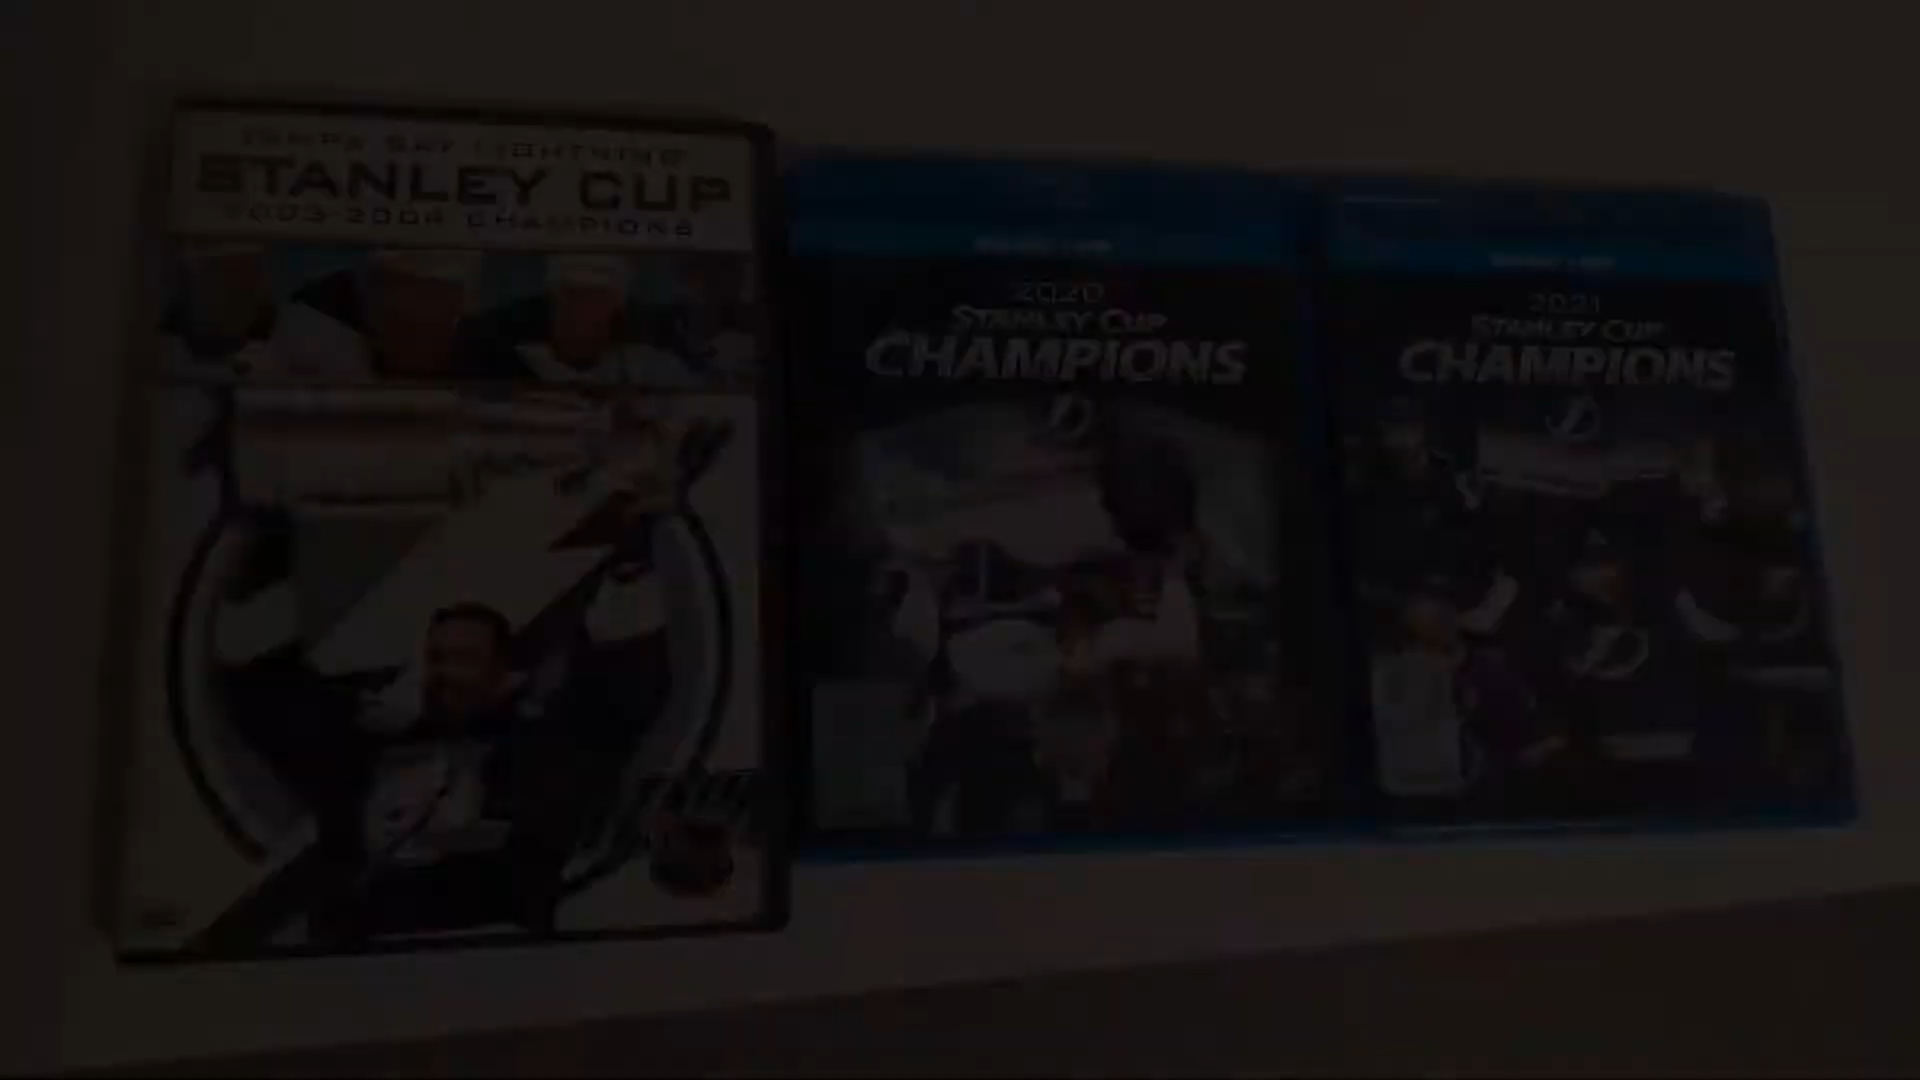 TAMPA BAY LIGHTNING
STANLEY CUP
2003-2004 CHAMPIONS
2020
STANLEY CUP
CHAMPIONS
2021
STANLEY CUP
CHAMPIONS